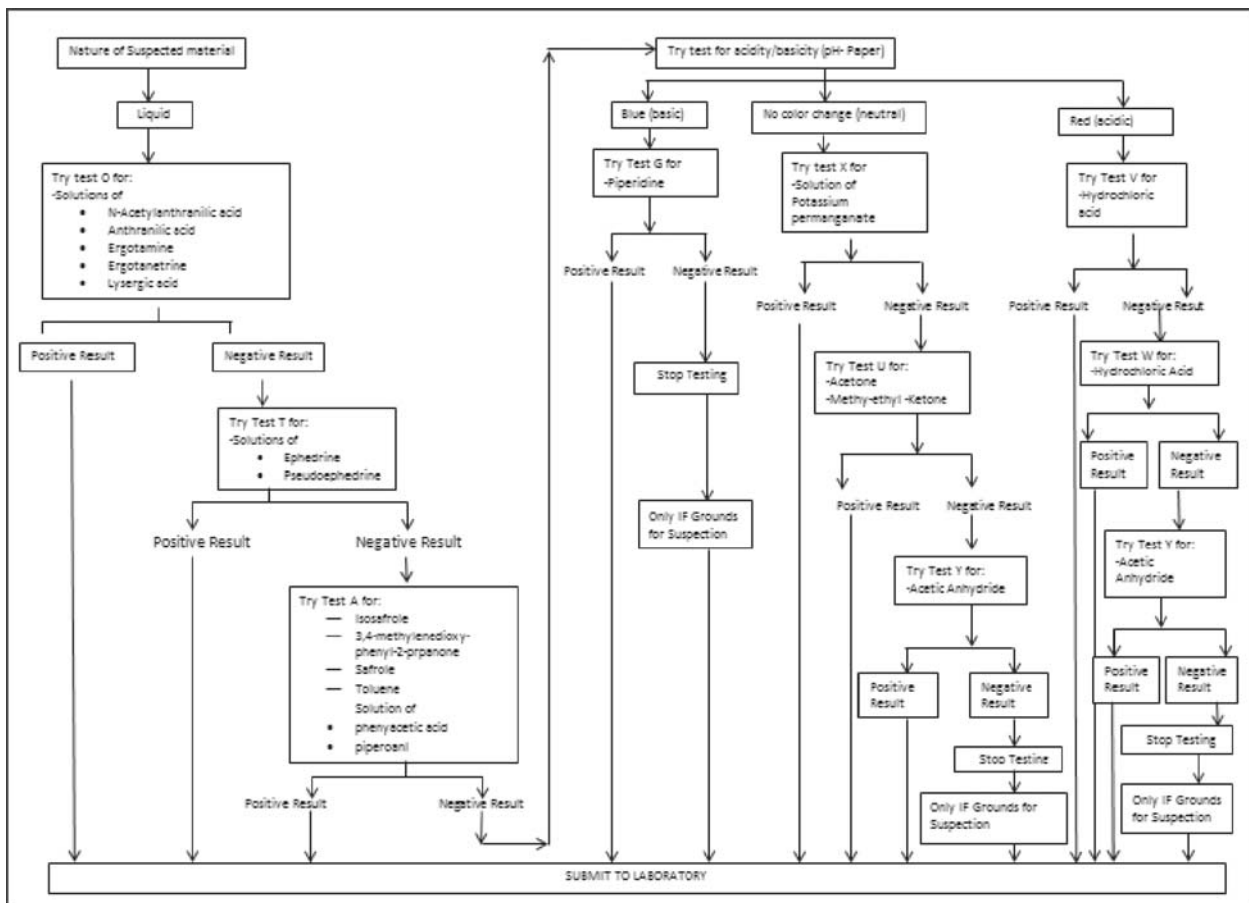 Nature of Suspected material
Liquid
Try test O for:
-Solutions of
• N-Acetylanthranilic acid
• Anthranilic acid
• Ergotamine
• Ergotanetrine
• Lysergic acid
Positive Result
Negative Result
Try Test T for:
-Solutions of
• Ephedrine
• Pseudoephedrine
Positive Result
Negative Result
Try Test A for:
— Isosafrole
— 3,4-methylenedioxy-
phenyl-2-prpanone
— Safrole
— Toluene
Solution of
• phenyacetic acid
• piperoanl
Positive Result
Negative Result
Try test for acidity/basicity (pH- Paper)
Blue (basic)
Try Test G for
-Piperidine
Positive Result
Negative Result
Stop Testing
Only IF Grounds
for Suspection
No color change (neutral)
Try test X for
-Solution of
Potassium
permanganate
Positive Result
Negative Result
Try Test U for:
-Acetone
-Methy-ethyl -Ketone
Positive Result
Negative Result
Try Test Y for:
-Acetic Anhydride
Positive
Result
Negative
Result
Stop Testine
Only IF Grounds for
Suspection
Red (acidic)
Try Test V for
-Hydrochloric
acid
Positive Result
Negative Resut
Try Test W for:
-Hydrochloric Acid
Positive
Result
Negative
Result
Try Test Y for:
-Acetic
Anhydride
Positive
Result
Negative
Result
Stop Testing
Only IF Grounds
for Suspection
SUBMIT TO LABORATORY